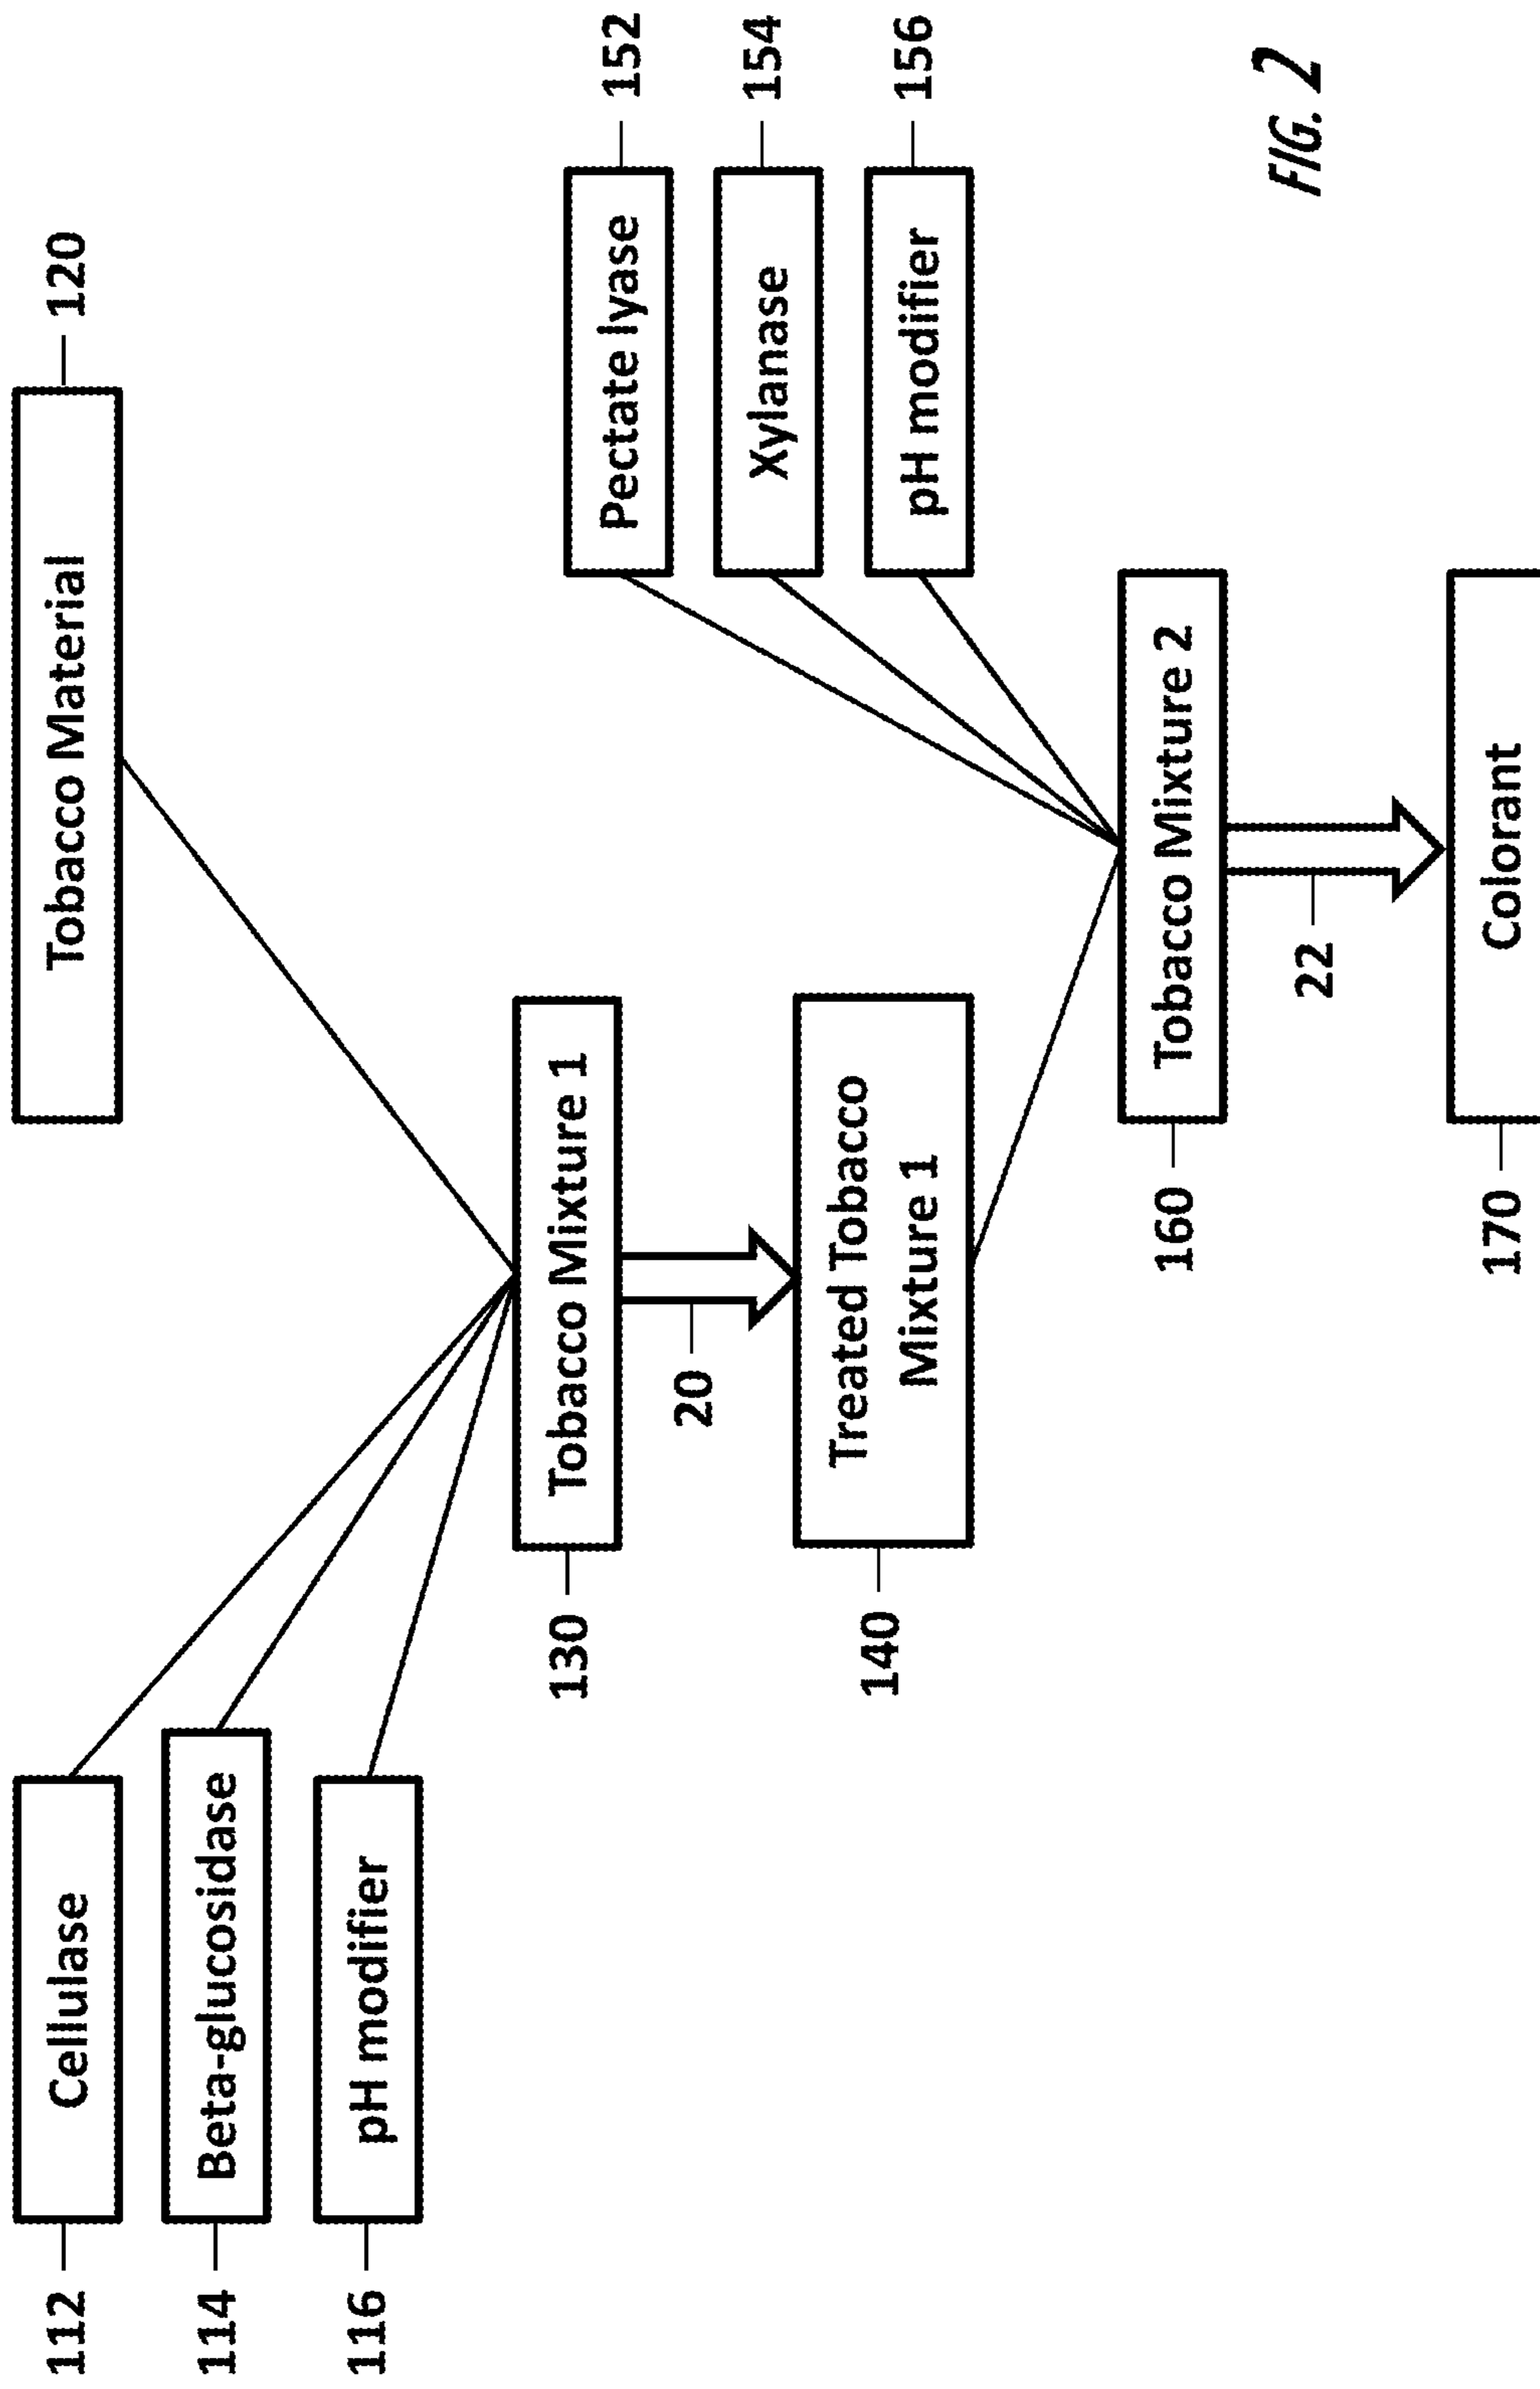 112
Cellulase
Tobacco Material
120
114
Beta-glucosidase
116
pH modifier
130
Tobacco Mixture 1
Pectate lyase
152
20
Xylanase
154
140
Treated Tobacco
Mixture 1
pH modifier
156
160
Tobacco Mixture 2
22
FIG. 2
170
Colorant